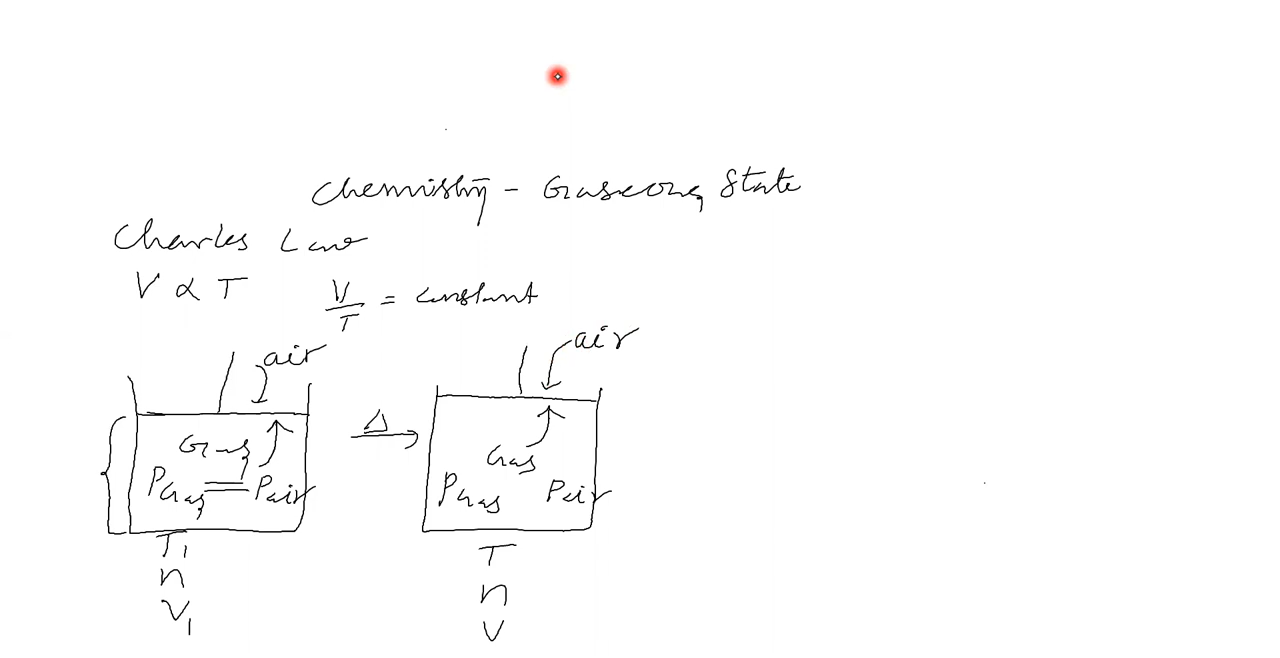 Chemistry - Gaseous State
Charles Law
V ∝ T
V/T = constant
air
air
Gas
Δ
Gas
PGas = Pair
PGas Pair
T1
T
n
n
V1
V